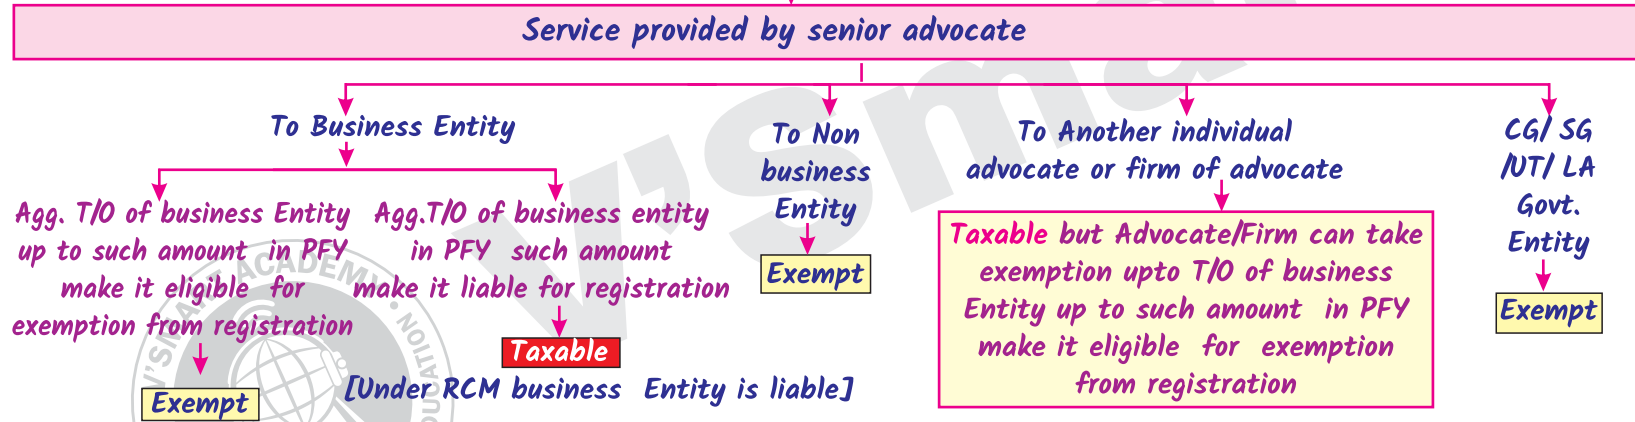 Service provided by senior advocate
To Business Entity
Agg. T/O of business Entity
up to such amount in PFY
make it eligible for
exemption from registration
Exempt
Agg.T/O of business entity
in PFY such amount
make it liable for registration
Taxable
[Under RCM business Entity is liable]
To Non
business
Entity
Exempt
To Another individual
advocate or firm of advocate
Taxable but Advocate/Firm can take
exemption upto T/O of business
Entity up to such amount in PFY
make it eligible for exemption
from registration
CG/ SG
/UT/ LA
Govt.
Entity
Exempt
V'SMART ACADEMY